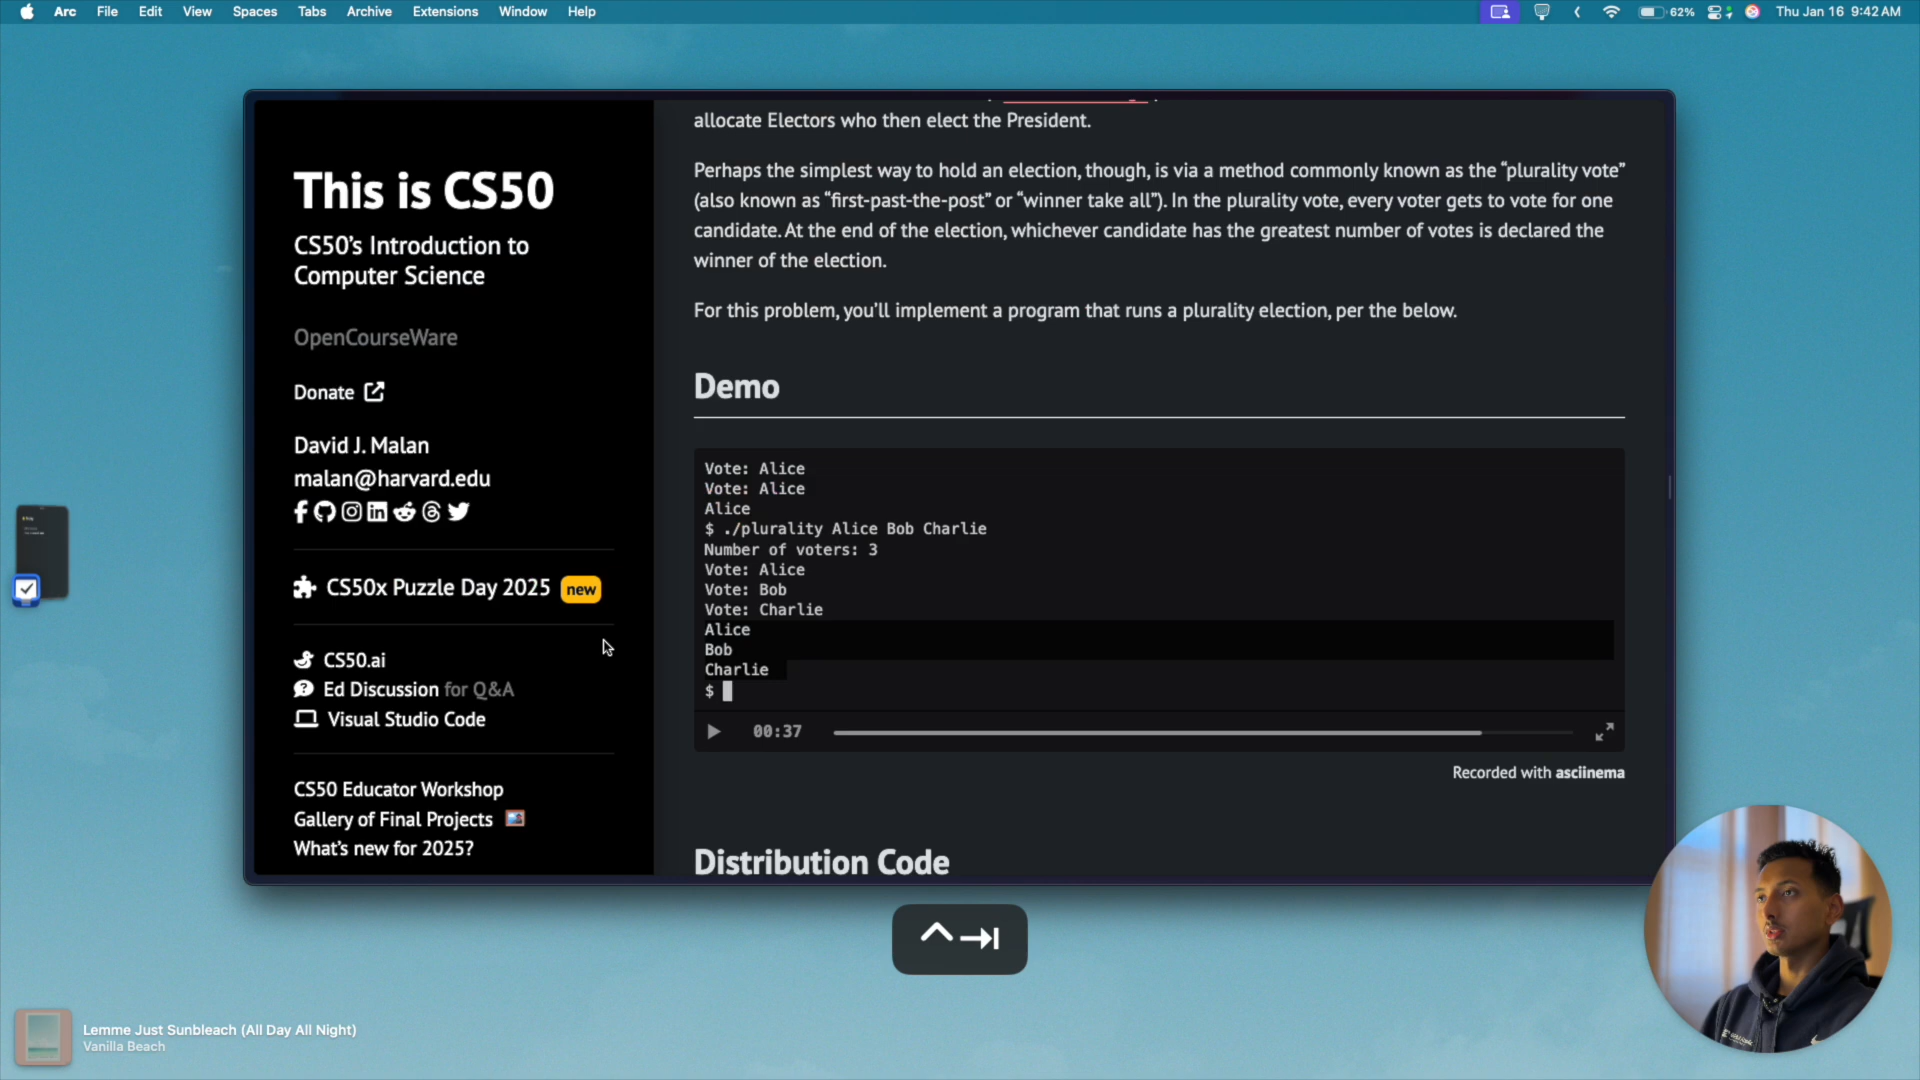 Arc File Edit View Spaces Tabs Archive Extensions Window Help
62% Thu Jan 16 9:42 AM
This is CS50
CS50’s Introduction to
Computer Science
OpenCourseWare
Donate
David J. Malan
malan@harvard.edu
CS50x Puzzle Day 2025 new
CS50.ai
Ed Discussion for Q&A
Visual Studio Code
CS50 Educator Workshop
Gallery of Final Projects
What’s new for 2025?
allocate Electors who then elect the President.
Perhaps the simplest way to hold an election, though, is via a method commonly known as the “plurality vote”
(also known as “first-past-the-post” or “winner take all”). In the plurality vote, every voter gets to vote for one
candidate. At the end of the election, whichever candidate has the greatest number of votes is declared the
winner of the election.
For this problem, you’ll implement a program that runs a plurality election, per the below.
Demo
Vote: Alice
Vote: Alice
Alice
$ ./plurality Alice Bob Charlie
Number of voters: 3
Vote: Alice
Vote: Bob
Vote: Charlie
Alice
Bob
Charlie
$
00:37
Recorded with asciinema
Distribution Code
Lemme Just Sunbleach (All Day All Night)
Vanilla Beach